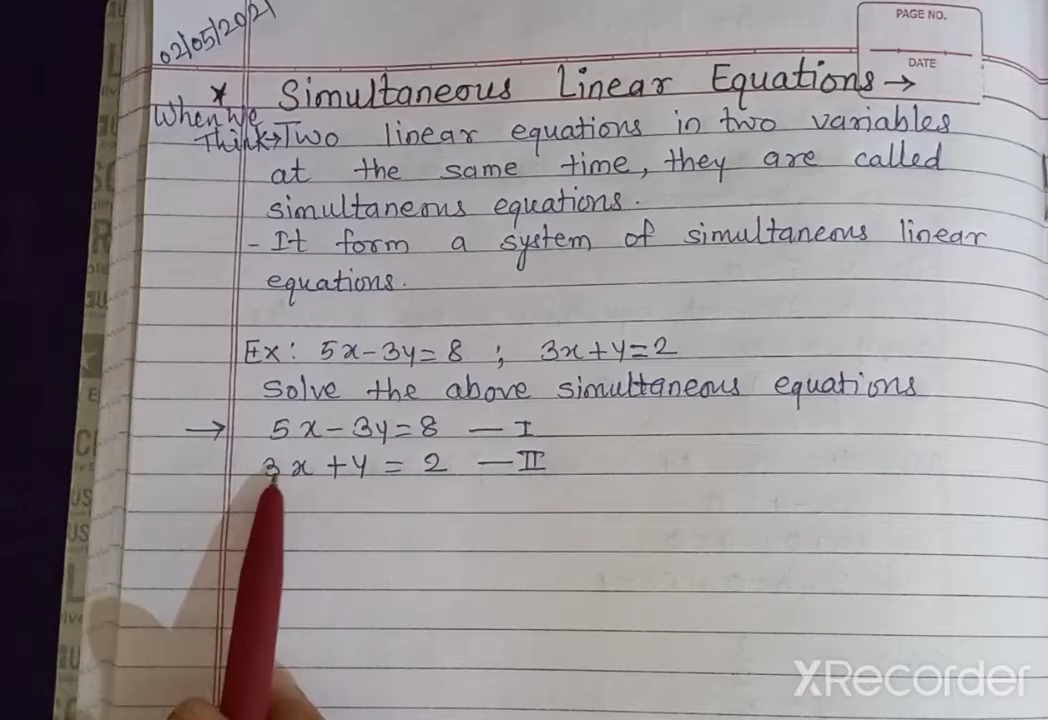 02/05/2021
PAGE NO.
DATE
* Simultaneous Linear Equations →
When we
Think → Two linear equations in two variables
at the same time, they are called
simultaneous equations.
- It form a system of simultaneous linear
equations.
Ex: 5x-3y=8 ; 3x+y=2
Solve the above simultaneous equations
→ 5x-3y=8 — I
3x+y = 2 — II
XRecorder